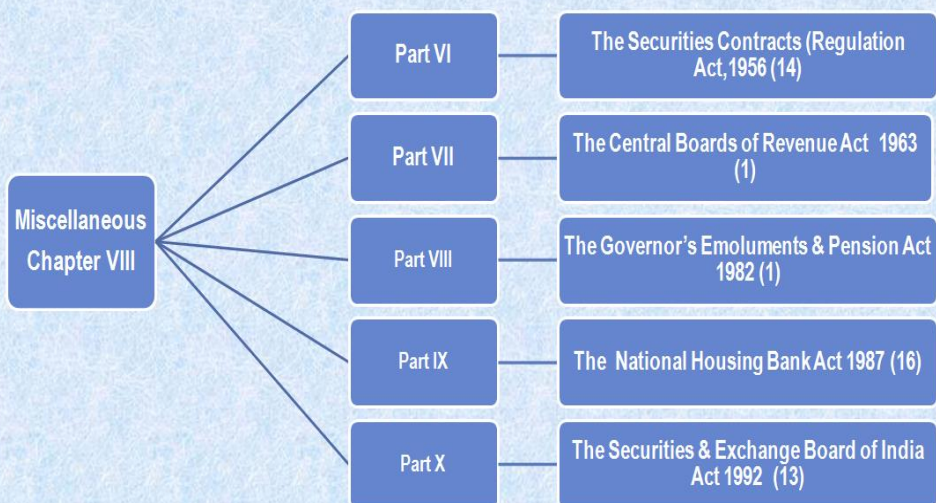 Miscellaneous
Chapter VIII
Part VI
The Securities Contracts (Regulation
Act,1956 (14)
Part VII
The Central Boards of Revenue Act 1963
(1)
Part VIII
The Governor's Emoluments & Pension Act
1982 (1)
Part IX
The National Housing Bank Act 1987 (16)
Part X
The Securities & Exchange Board of India
Act 1992 (13)